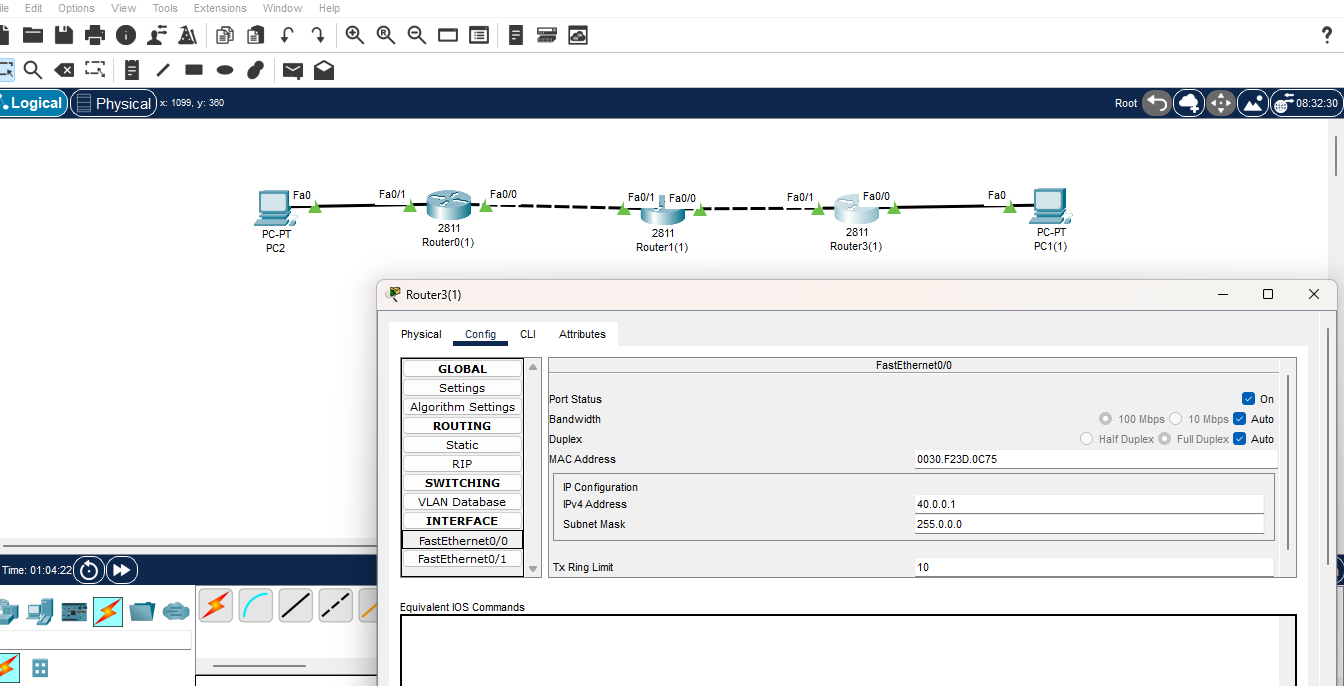 ile Edit Options View Tools Extensions Window Help
Logical Physical x: 1099, y: 360 Root 08:32:30
Fa0 Fa0/1 Fa0/0 Fa0/1 Fa0/0 Fa0/1 Fa0/0 Fa0
PC-PT 2811 2811 2811 PC-PT
PC2 Router0(1) Router1(1) Router3(1) PC1(1)
Router3(1)
Physical Config CLI Attributes
GLOBAL
Settings
Algorithm Settings
ROUTING
Static
RIP
SWITCHING
VLAN Database
INTERFACE
FastEthernet0/0
FastEthernet0/1
FastEthernet0/0
Port Status On
Bandwidth 100 Mbps 10 Mbps Auto
Duplex Half Duplex Full Duplex Auto
MAC Address 0030.F23D.0C75
IP Configuration
IPv4 Address 40.0.0.1
Subnet Mask 255.0.0.0
Tx Ring Limit 10
Equivalent IOS Commands
Time: 01:04:22